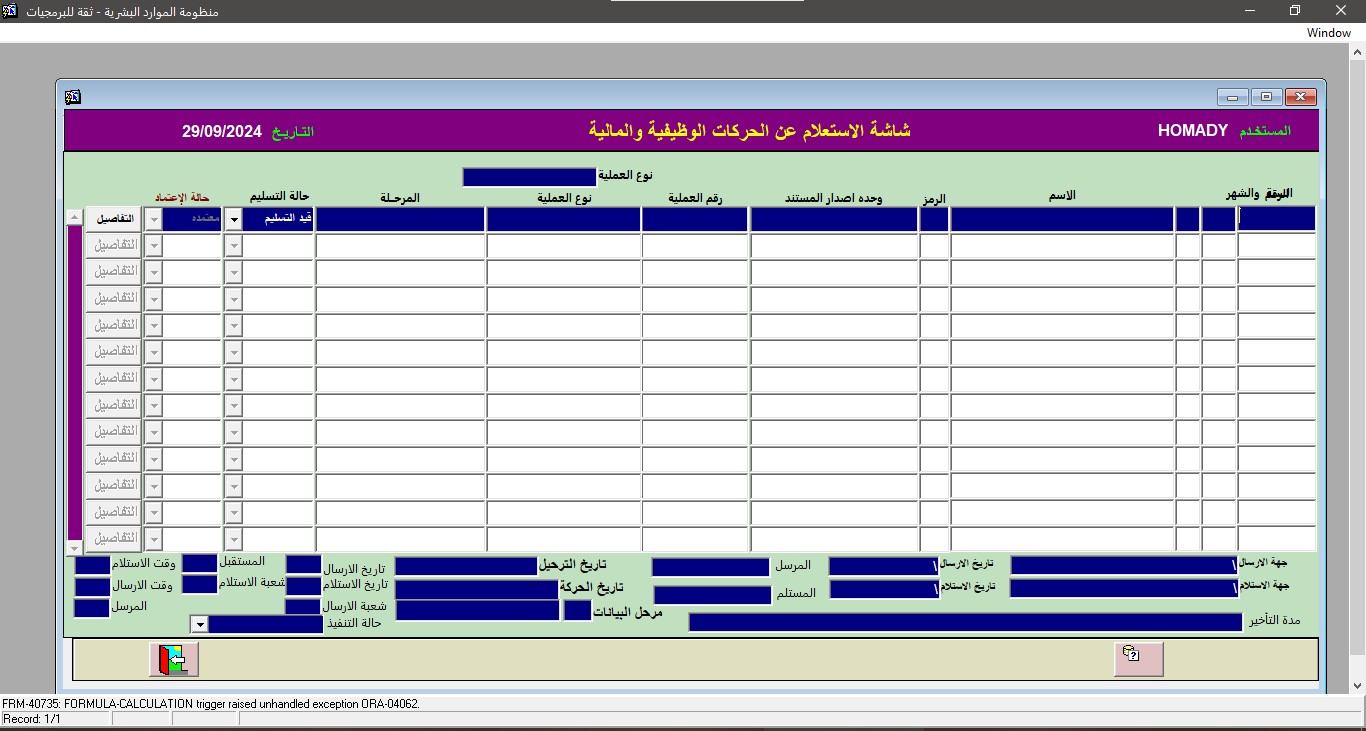 منظومة الموارد البشرية - ثقة للبرمجيات
Window
المستخدم HOMADY شاشة الاستعلام عن الحركات الوظيفية والمالية التاريخ 29/09/2024
نوع العملية
والشهر الاسم الرمز وحده اصدار المستند رقم العملية نوع العملية المرحلة حالة التسليم حالة الإعتماد
قيد التسليم معتمده التفاصيل
التفاصيل
التفاصيل
التفاصيل
التفاصيل
التفاصيل
التفاصيل
التفاصيل
التفاصيل
التفاصيل
التفاصيل
التفاصيل
التفاصيل
جهة الارسال \ تاريخ الارسال \ المرسل تاريخ الترحيل تاريخ الارسال المستقبل وقت الاستلام
جهة الاستلام \ تاريخ الاستلام \ المستلم تاريخ الحركة تاريخ الاستلام شعبة الاستلام وقت الارسال
مدة التأخير مرحل البيانات شعبة الارسال المرسل
حالة التنفيذ
FRM-40735: FORMULA-CALCULATION trigger raised unhandled exception ORA-04062.
Record: 1/1